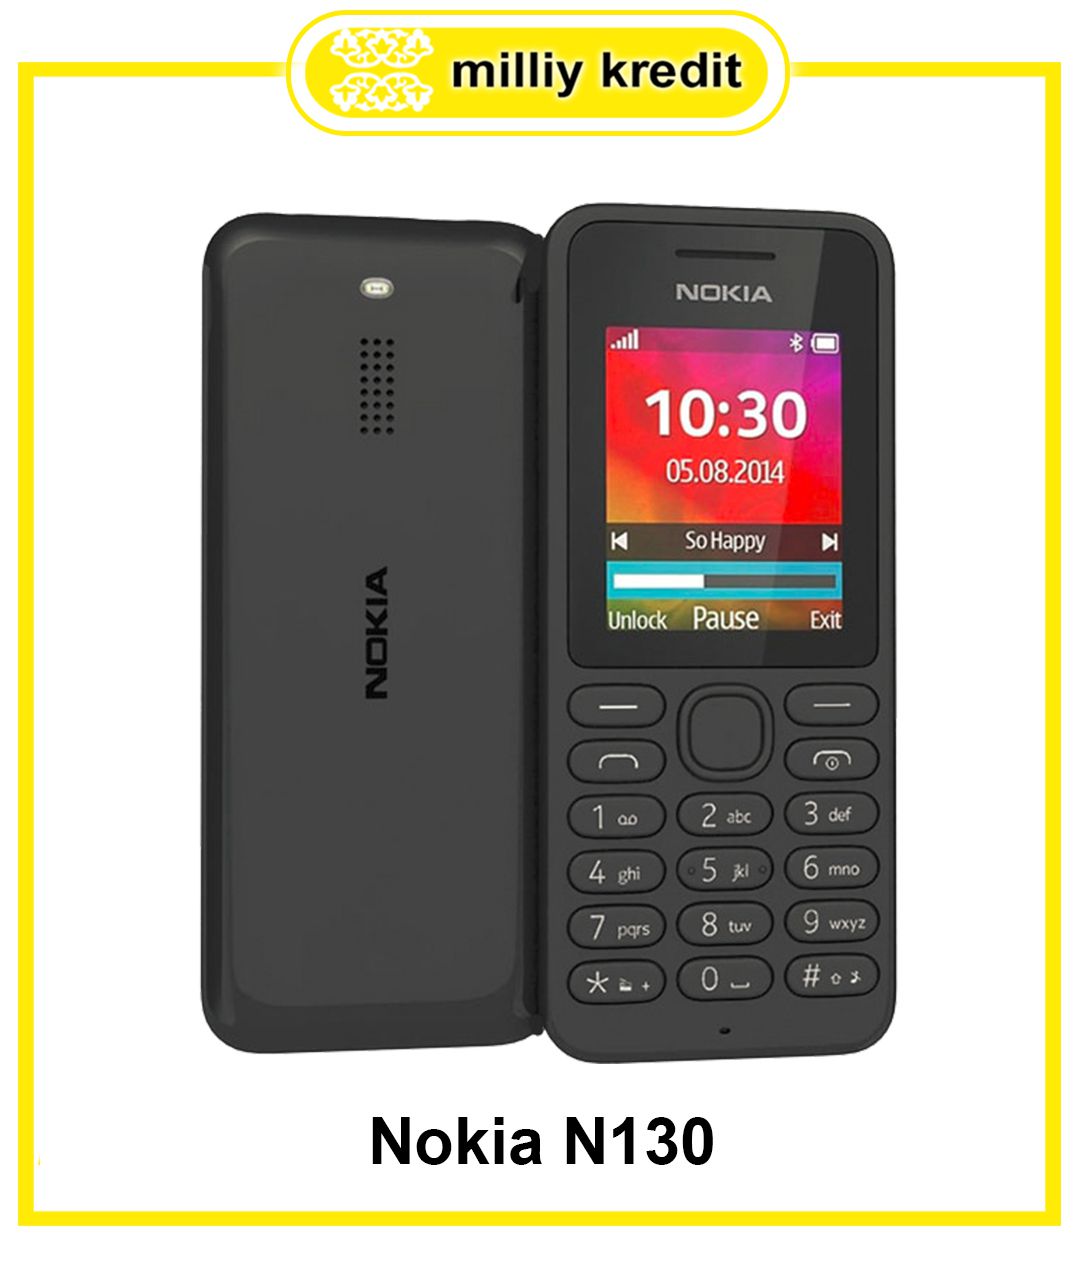 milliy kredit
NOKIA
10:30
05.08.2014
So Happy
Unlock Pause Exit
NOKIA
1
2 abc
3 def
4 ghi
5 jkl
6 mno
7 pqrs
8 tuv
9 wxyz
* +
0
#
Nokia N130